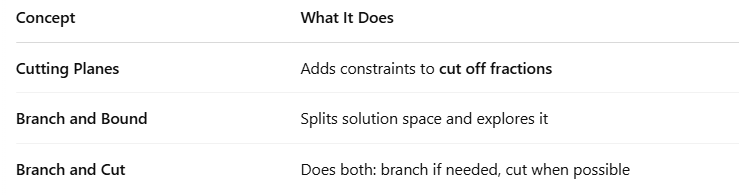 Concept What It Does
Cutting Planes Adds constraints to cut off fractions
Branch and Bound Splits solution space and explores it
Branch and Cut Does both: branch if needed, cut when possible